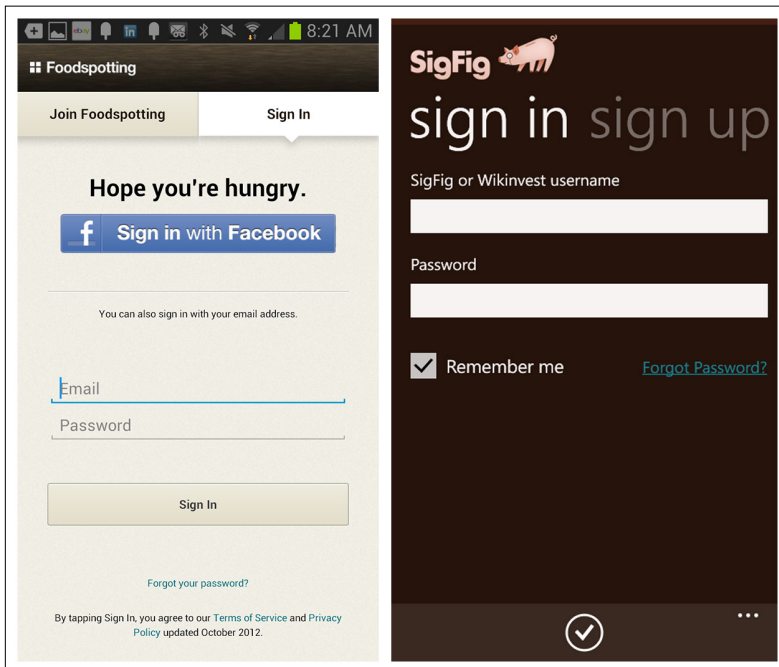 8:21 AM
Foodspotting
Join Foodspotting
Sign In
Hope you're hungry.
f Sign in with Facebook
You can also sign in with your email address.
Email
Password
Sign In
Forgot your password?
By tapping Sign In, you agree to our Terms of Service and Privacy
Policy updated October 2012.
SigFig
sign in sign up
SigFig or Wikinvest username
Password
Remember me
Forgot Password?